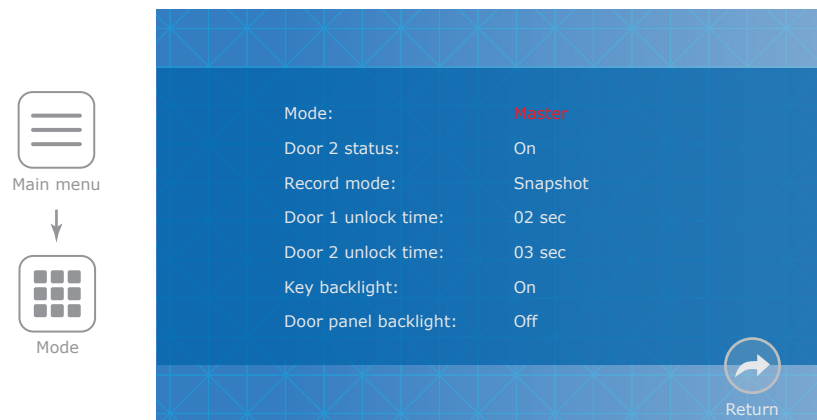 Main menu
Mode
Mode: Master
Door 2 status: On
Record mode: Snapshot
Door 1 unlock time: 02 sec
Door 2 unlock time: 03 sec
Key backlight: On
Door panel backlight: Off
Return